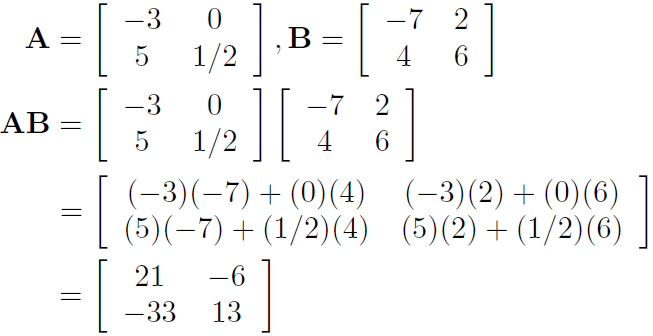 A = [ −3 0 ; 5 1/2 ] , B = [ −7 2 ; 4 6 ]
AB = [ −3 0 ; 5 1/2 ] [ −7 2 ; 4 6 ]
= [ (−3)(−7) + (0)(4) (−3)(2) + (0)(6) ; (5)(−7) + (1/2)(4) (5)(2) + (1/2)(6) ]
= [ 21 −6 ; −33 13 ]